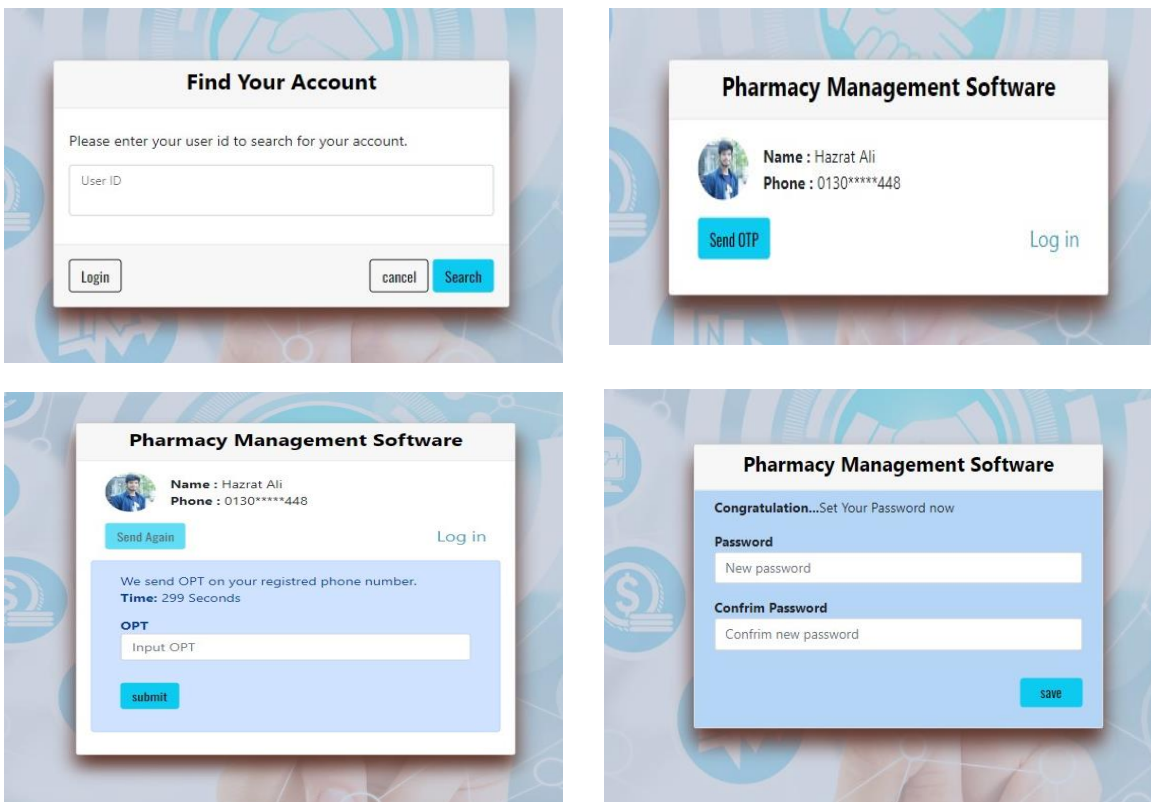 Find Your Account
Please enter your user id to search for your account.
User ID
Login
cancel
Search
Pharmacy Management Software
Name : Hazrat Ali
Phone : 0130*****448
Send OTP
Log in
Pharmacy Management Software
Name : Hazrat Ali
Phone : 0130*****448
Send Again
Log in
We send OPT on your registred phone number.
Time: 299 Seconds
OPT
Input OPT
submit
Pharmacy Management Software
Congratulation...Set Your Password now
Password
New password
Confrim Password
Confrim new password
save